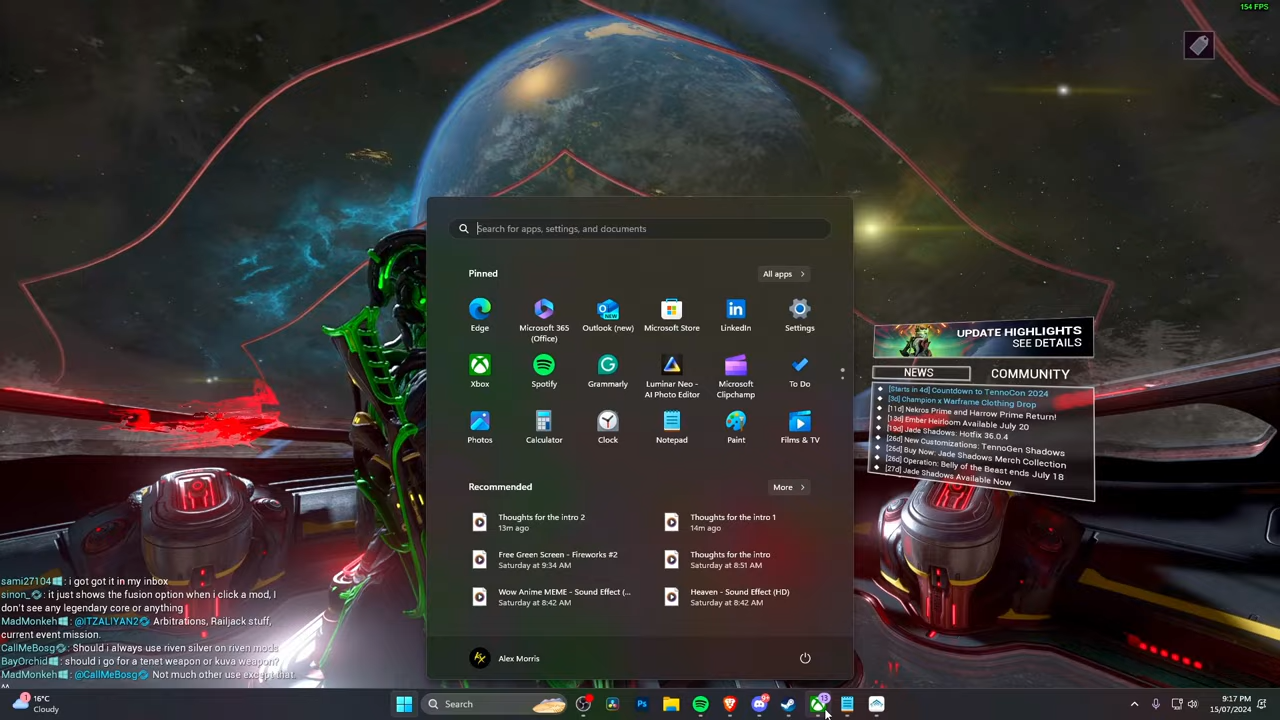 154 FPS
Search for apps, settings, and documents
Pinned
All apps
Edge
Microsoft 365
(Office)
Outlook (new)
Microsoft Store
LinkedIn
Settings
Xbox
Spotify
Grammarly
Luminar Neo -
AI Photo Editor
Microsoft
Clipchamp
To Do
Photos
Calculator
Clock
Notepad
Paint
Films & TV
Recommended
More
Thoughts for the intro 2
13m ago
Thoughts for the intro 1
14m ago
Free Green Screen - Fireworks #2
Saturday at 9:34 AM
Thoughts for the intro
Saturday at 8:51 AM
Wow Anime MEME - Sound Effect (...
Saturday at 8:42 AM
Heaven - Sound Effect (HD)
Saturday at 8:42 AM
Alex Morris
UPDATE HIGHLIGHTS
SEE DETAILS
NEWS
COMMUNITY
[Starts in 4d] Countdown to TennoCon 2024
[3d] Champion x Warframe Clothing Drop
[11d] Nekros Prime and Harrow Prime Return!
[13d] Ember Heirloom Available July 20
[19d] Jade Shadows: Hotfix 36.0.4
[26d] New Customizations: TennoGen Shadows
[26d] Buy Now: Jade Shadows Merch Collection
[26d] Operation: Belly of the Beast ends July 18
[27d] Jade Shadows Available Now
sami27104: i got got it in my inbox
sinon_: it just shows the fusion option when i click a mod, I
don't see any legendary core or anything
MadMonkeh: @ITZALIYAN2 Arbitrations, Railjack stuff,
current event mission.
CallMeBosg: Should i always use riven silver on riven mods
BayOrchid: should i go for a tenet weapon or kuva weapon?
MadMonkeh: @CallMeBosg Not much other use except that.
^^
16°C
Cloudy
Search
9+
13
9:17 PM
15/07/2024